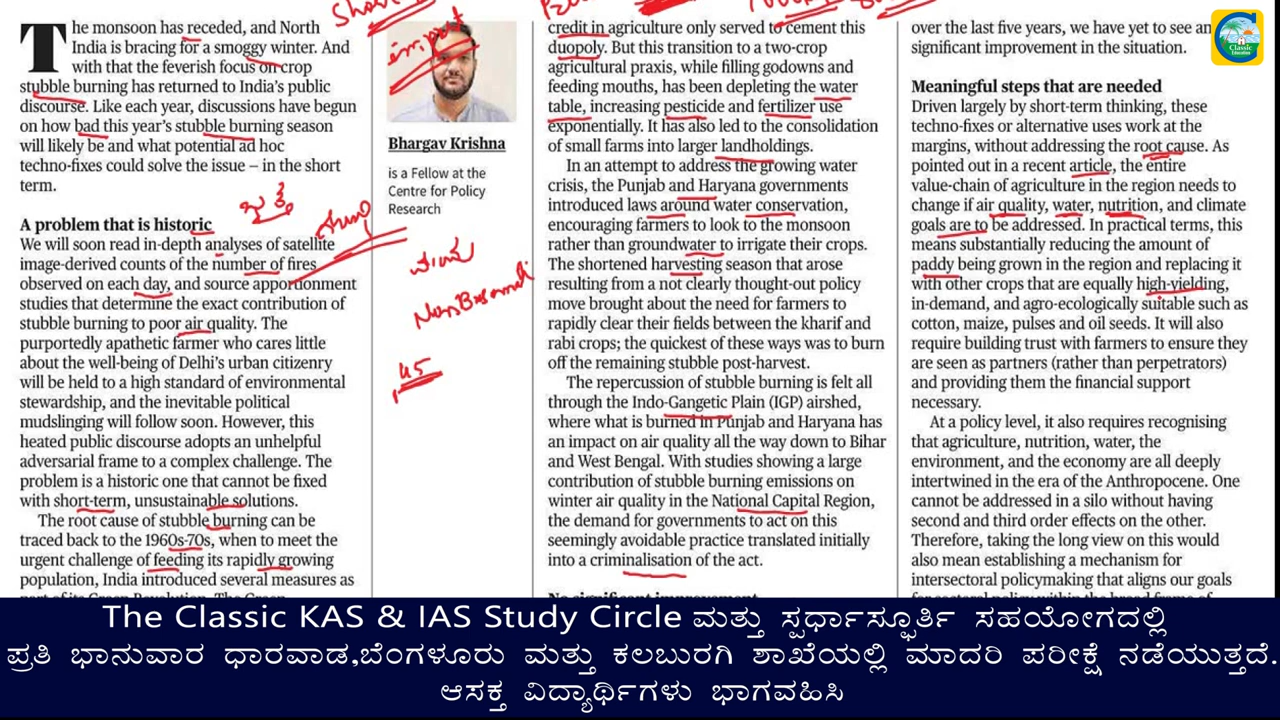 The monsoon has receded, and North
India is bracing for a smoggy winter. And
with that the feverish focus on crop
stubble burning has returned to India's public
discourse. Like each year, discussions have begun
on how bad this year's stubble burning season
will likely be and what potential ad hoc
techno-fixes could solve the issue – in the short
term.
A problem that is historic
We will soon read in-depth analyses of satellite
image-derived counts of the number of fires
observed on each day, and source apportionment
studies that determine the exact contribution of
stubble burning to poor air quality. The
purportedly apathetic farmer who cares little
about the well-being of Delhi's urban citizenry
will be held to a high standard of environmental
stewardship, and the inevitable political
mudslinging will follow soon. However, this
heated public discourse adopts an unhelpful
adversarial frame to a complex challenge. The
problem is a historic one that cannot be fixed
with short-term, unsustainable solutions.
The root cause of stubble burning can be
traced back to the 1960s-70s, when to meet the
urgent challenge of feeding its rapidly growing
population, India introduced several measures as
part of its Green Revolution. The Green
Bhargav Krishna
is a Fellow at the
Centre for Policy
Research
45
credit in agriculture only served to cement this
duopoly. But this transition to a two-crop
agricultural praxis, while filling godowns and
feeding mouths, has been depleting the water
table, increasing pesticide and fertilizer use
exponentially. It has also led to the consolidation
of small farms into larger landholdings.
In an attempt to address the growing water
crisis, the Punjab and Haryana governments
introduced laws around water conservation,
encouraging farmers to look to the monsoon
rather than groundwater to irrigate their crops.
The shortened harvesting season that arose
resulting from a not clearly thought-out policy
move brought about the need for farmers to
rapidly clear their fields between the kharif and
rabi crops; the quickest of these ways was to burn
off the remaining stubble post-harvest.
The repercussion of stubble burning is felt all
through the Indo-Gangetic Plain (IGP) airshed,
where what is burned in Punjab and Haryana has
an impact on air quality all the way down to Bihar
and West Bengal. With studies showing a large
contribution of stubble burning emissions on
winter air quality in the National Capital Region,
the demand for governments to act on this
seemingly avoidable practice translated initially
into a criminalisation of the act.
No significant improvement
over the last five years, we have yet to see any
significant improvement in the situation.
Meaningful steps that are needed
Driven largely by short-term thinking, these
techno-fixes or alternative uses work at the
margins, without addressing the root cause. As
pointed out in a recent article, the entire
value-chain of agriculture in the region needs to
change if air quality, water, nutrition, and climate
goals are to be addressed. In practical terms, this
means substantially reducing the amount of
paddy being grown in the region and replacing it
with other crops that are equally high-yielding,
in-demand, and agro-ecologically suitable such as
cotton, maize, pulses and oil seeds. It will also
require building trust with farmers to ensure they
are seen as partners (rather than perpetrators)
and providing them the financial support
necessary.
At a policy level, it also requires recognising
that agriculture, nutrition, water, the
environment, and the economy are all deeply
intertwined in the era of the Anthropocene. One
cannot be addressed in a silo without having
second and third order effects on the other.
Therefore, taking the long view on this would
also mean establishing a mechanism for
intersectoral policymaking that aligns our goals
Classic
Education
The Classic KAS & IAS Study Circle ಮತ್ತು ಸ್ಪರ್ಧಾಸ್ಫೂರ್ತಿ ಸಹಯೋಗದಲ್ಲಿ
ಪ್ರತಿ ಭಾನುವಾರ ಧಾರವಾಡ,ಬೆಂಗಳೂರು ಮತ್ತು ಕಲಬುರಗಿ ಶಾಖೆಯಲ್ಲಿ ಮಾದರಿ ಪರೀಕ್ಷೆ ನಡೆಯುತ್ತದೆ.
ಆಸಕ್ತ ವಿದ್ಯಾರ್ಥಿಗಳು ಭಾಗವಹಿಸಿ